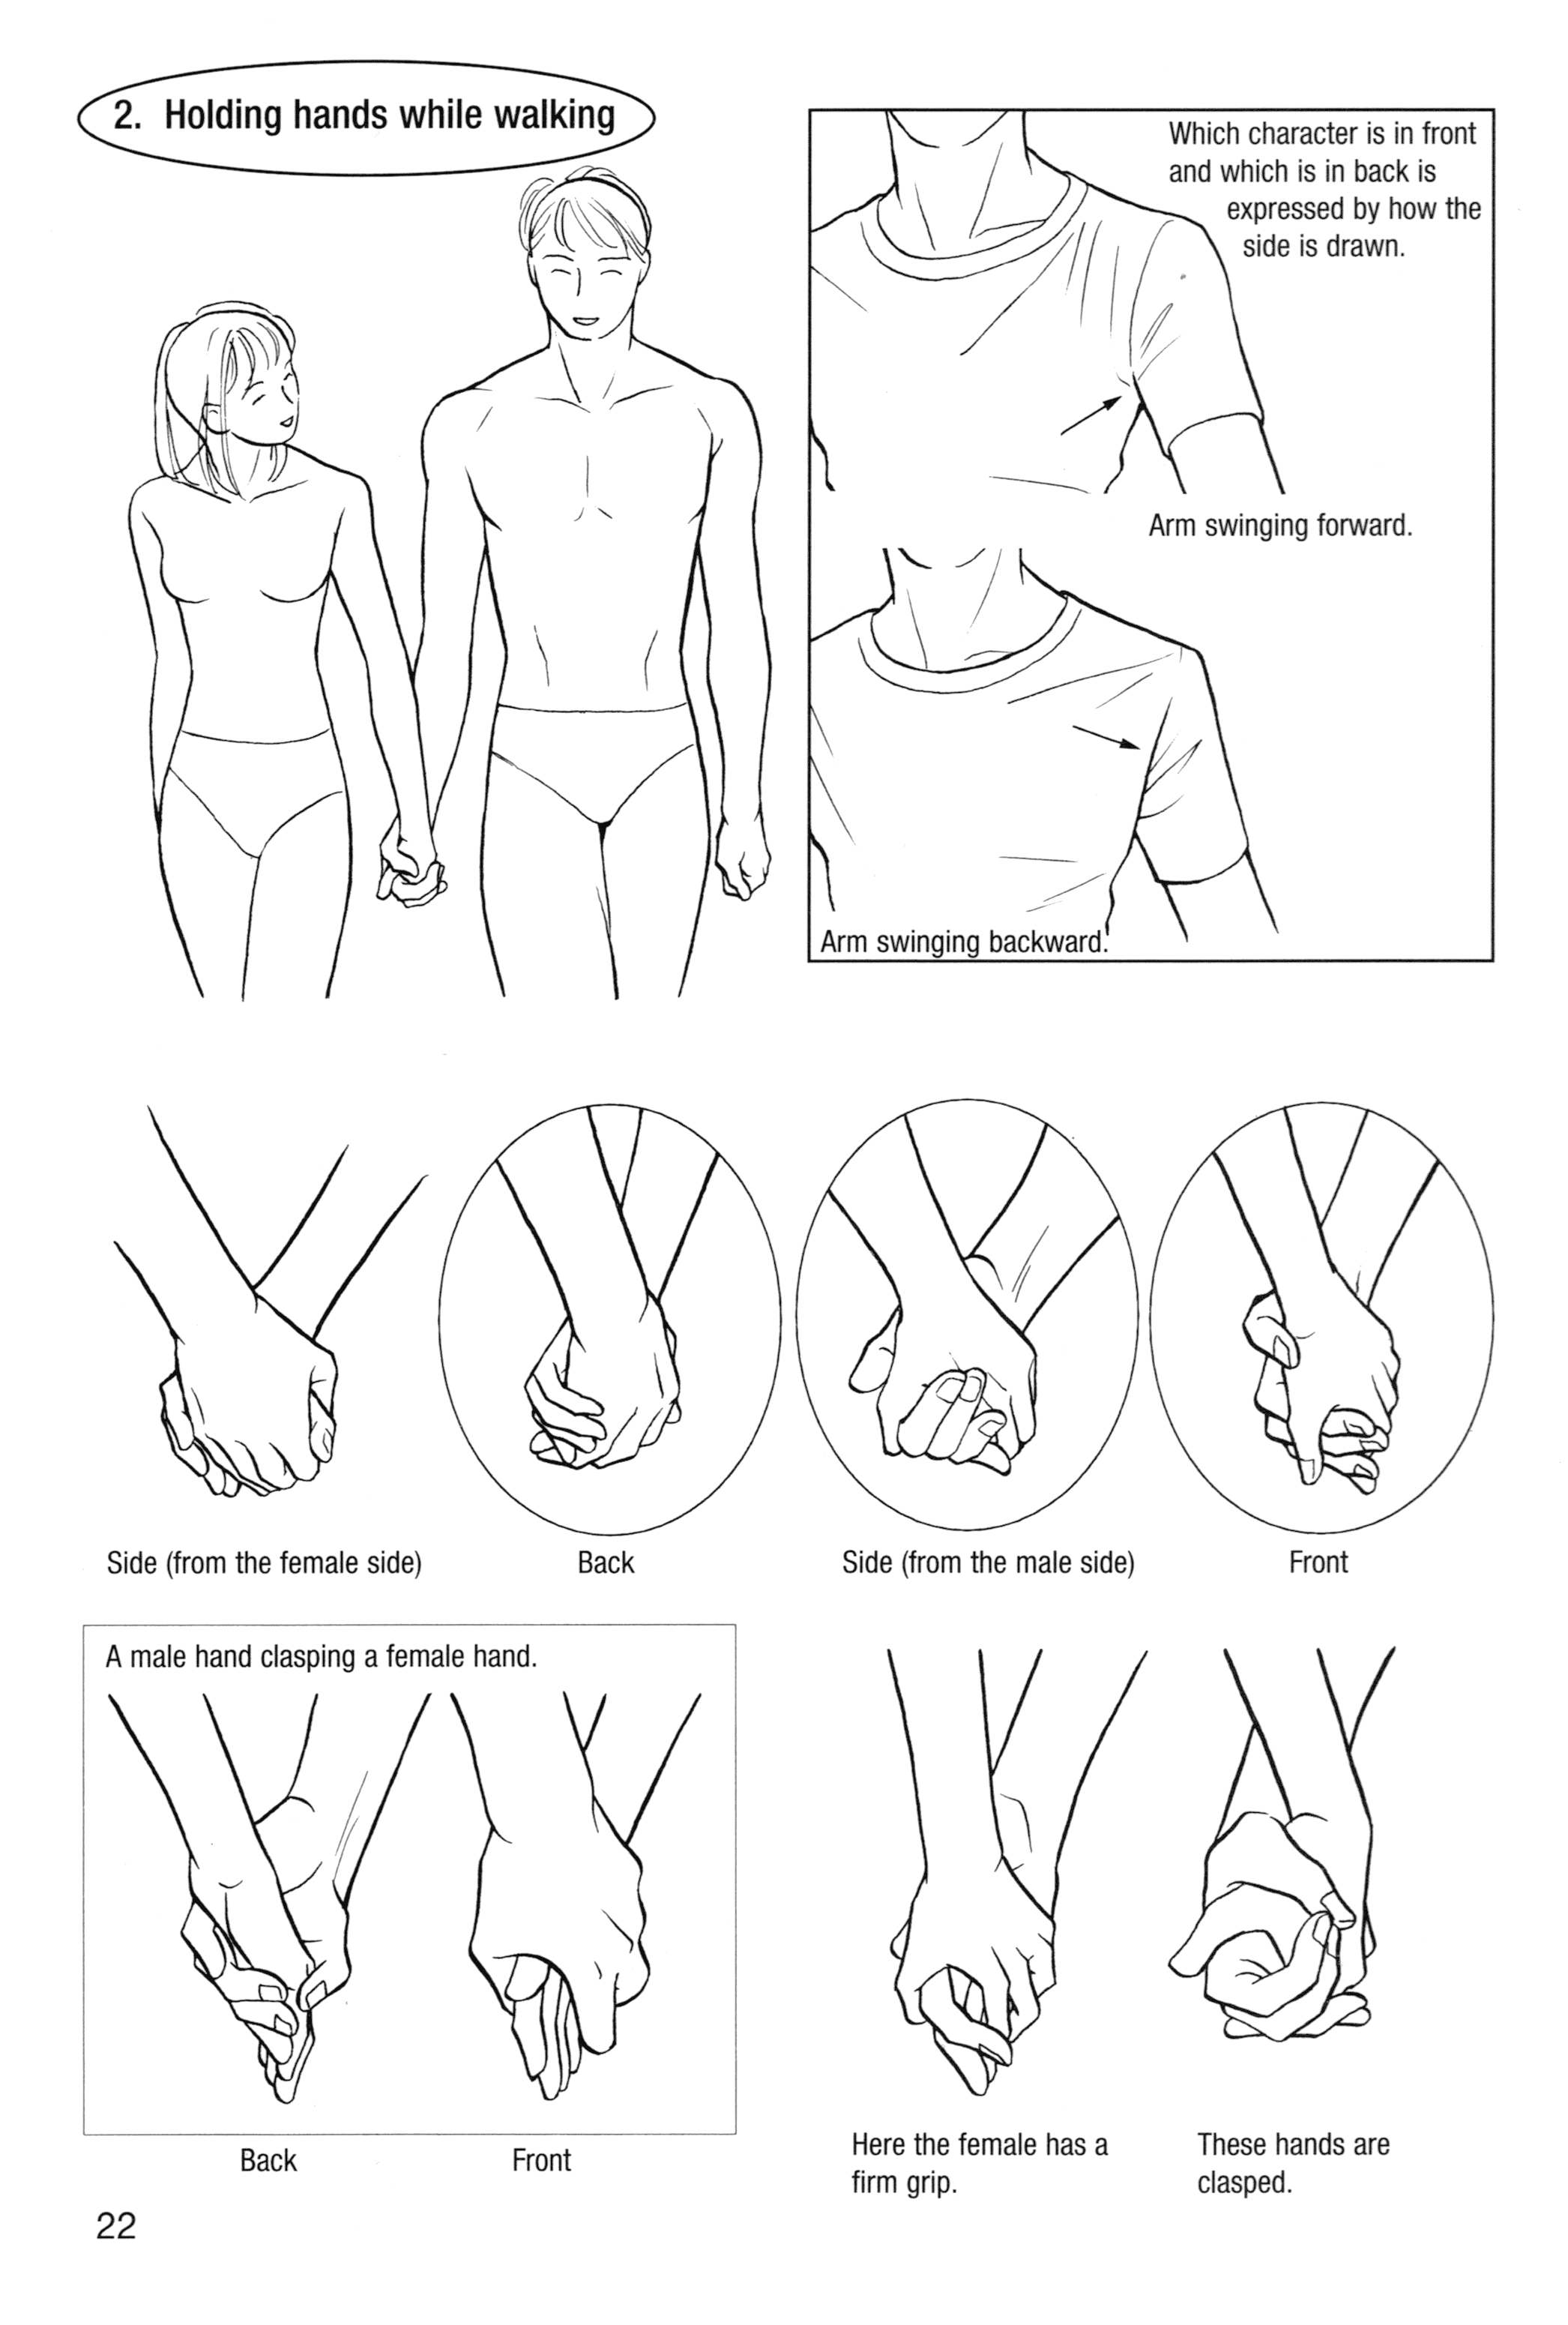 2. Holding hands while walking
Which character is in front
and which is in back is
expressed by how the
side is drawn.
Arm swinging forward.
Arm swinging backward.
Side (from the female side)
Back
Side (from the male side)
Front
A male hand clasping a female hand.
Back
Front
Here the female has a
firm grip.
These hands are
clasped.
22